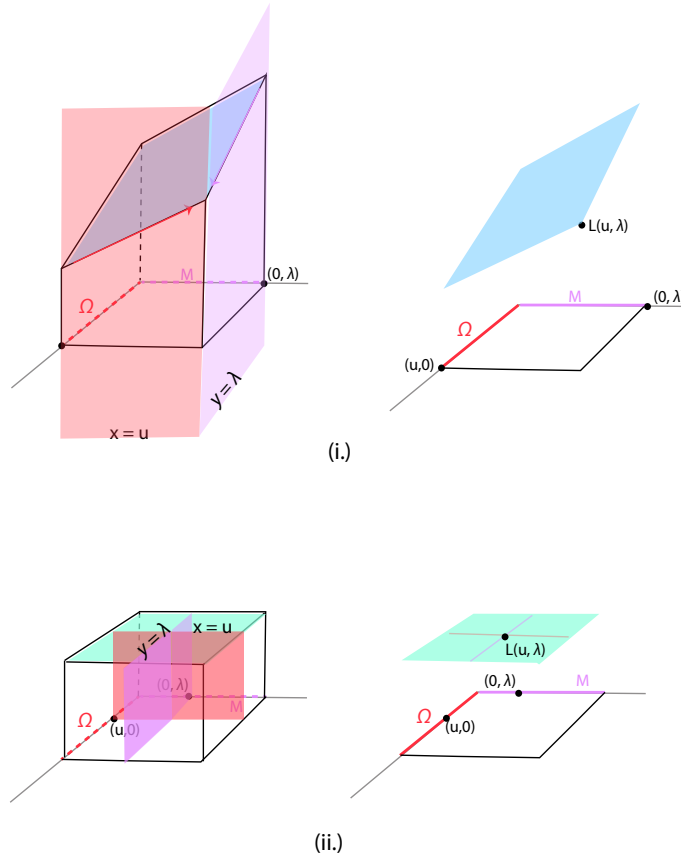 M
(0, λ)
Ω
y = λ
x = u
L(u, λ)
M
(0, λ)
Ω
(u,0)
(i.)
x = u
y = λ
(0, λ)
M
Ω
(u,0)
L(u, λ)
(0, λ)
M
Ω
(u,0)
(ii.)